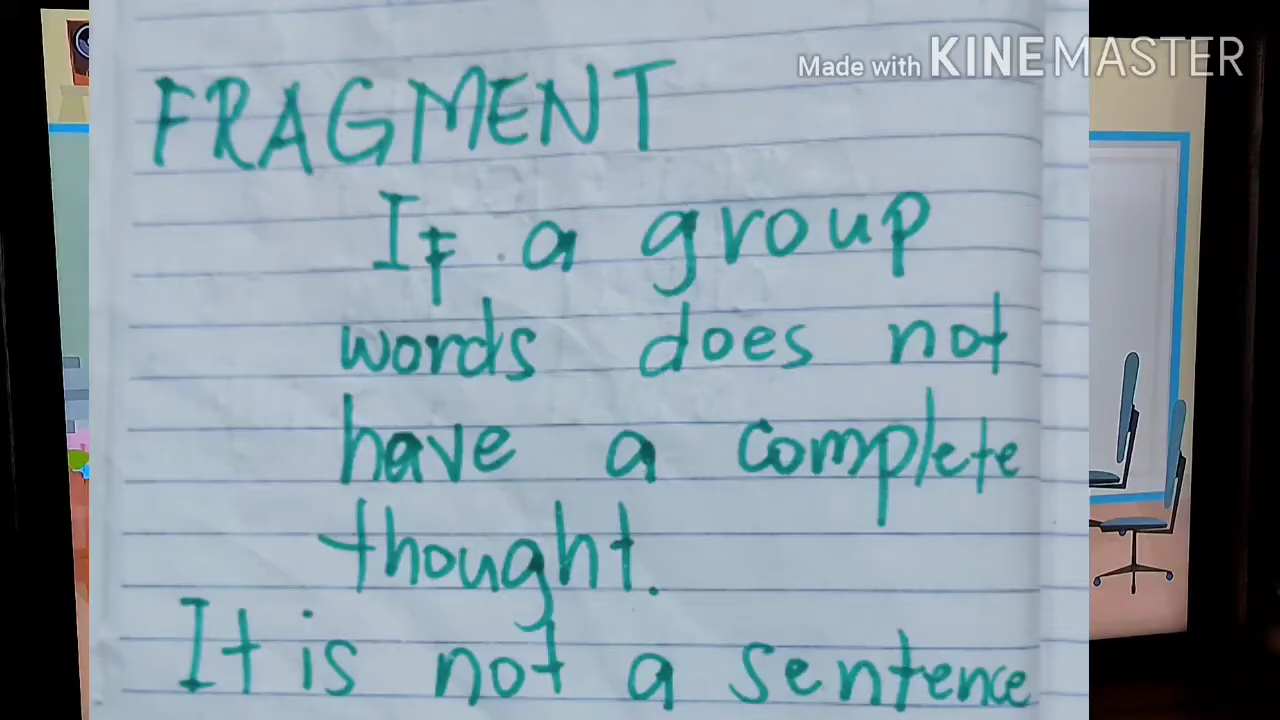 Made with KINEMASTER
FRAGMENT
If a group
words does not
have a complete
thought.
It is not a sentence